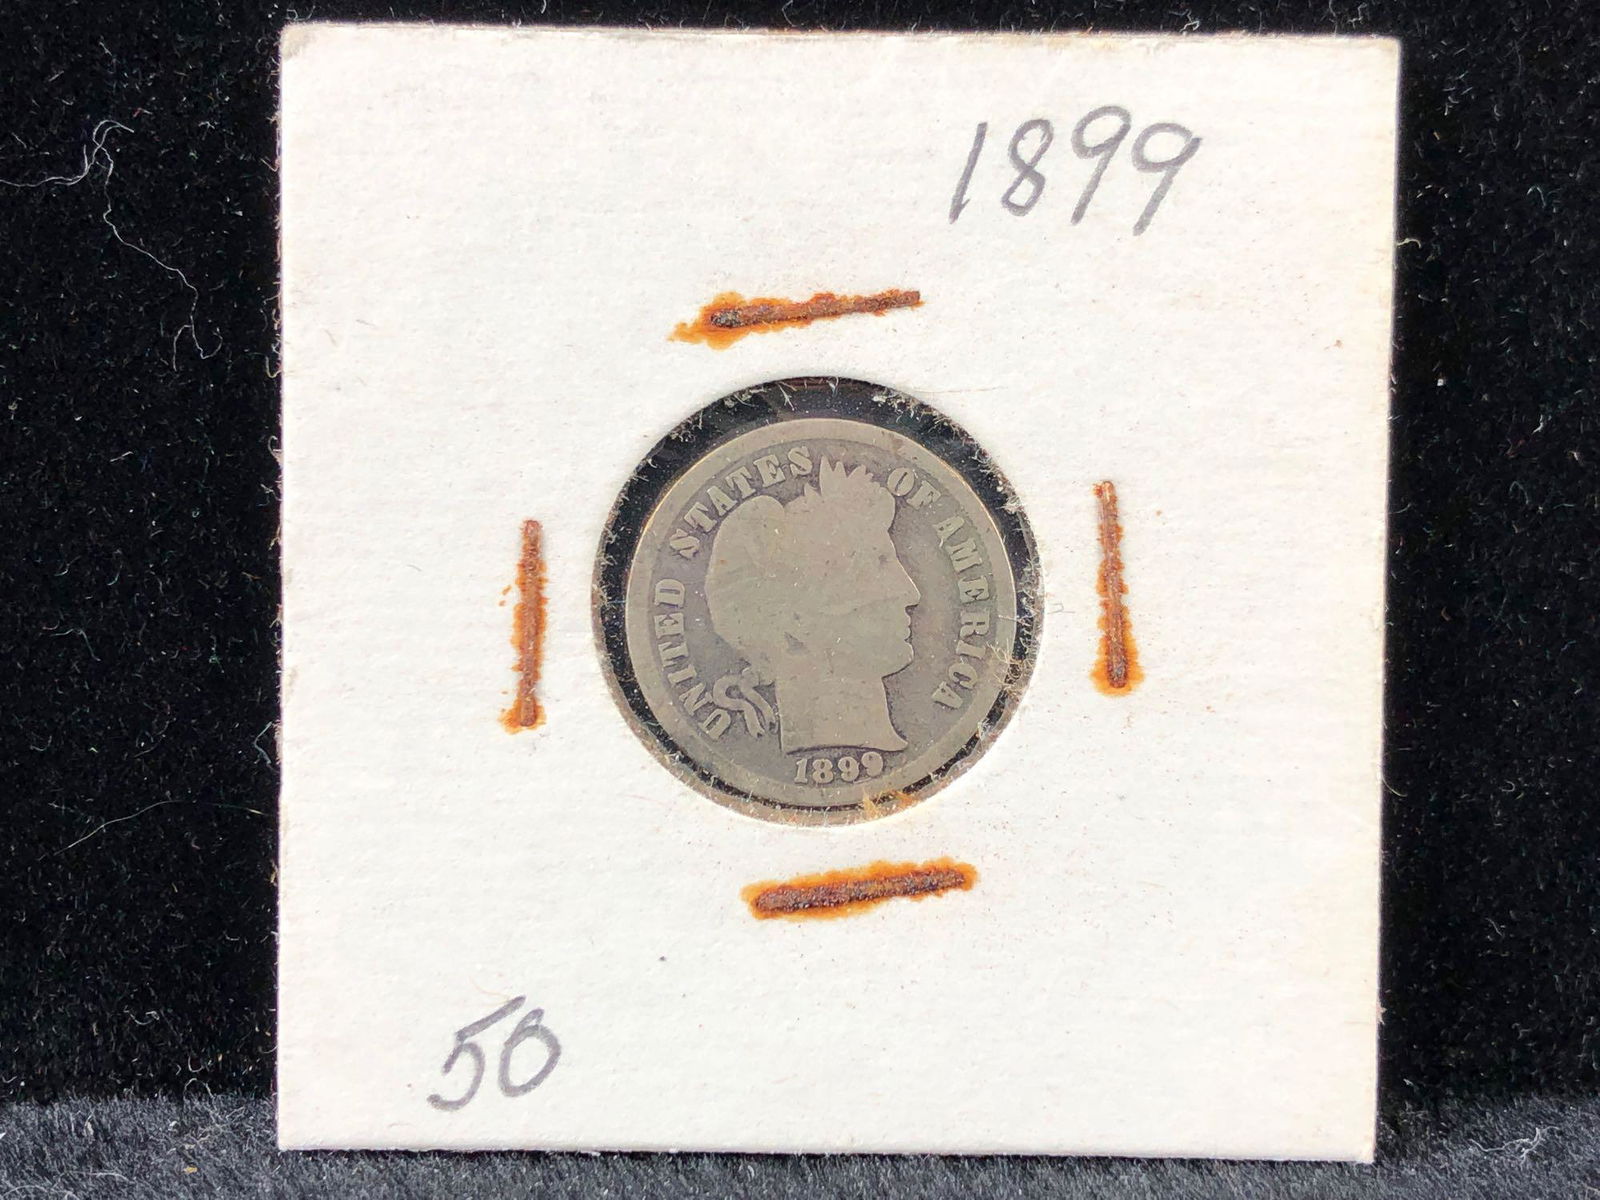 1899
UNITED STATES OF AMERICA
1899
50